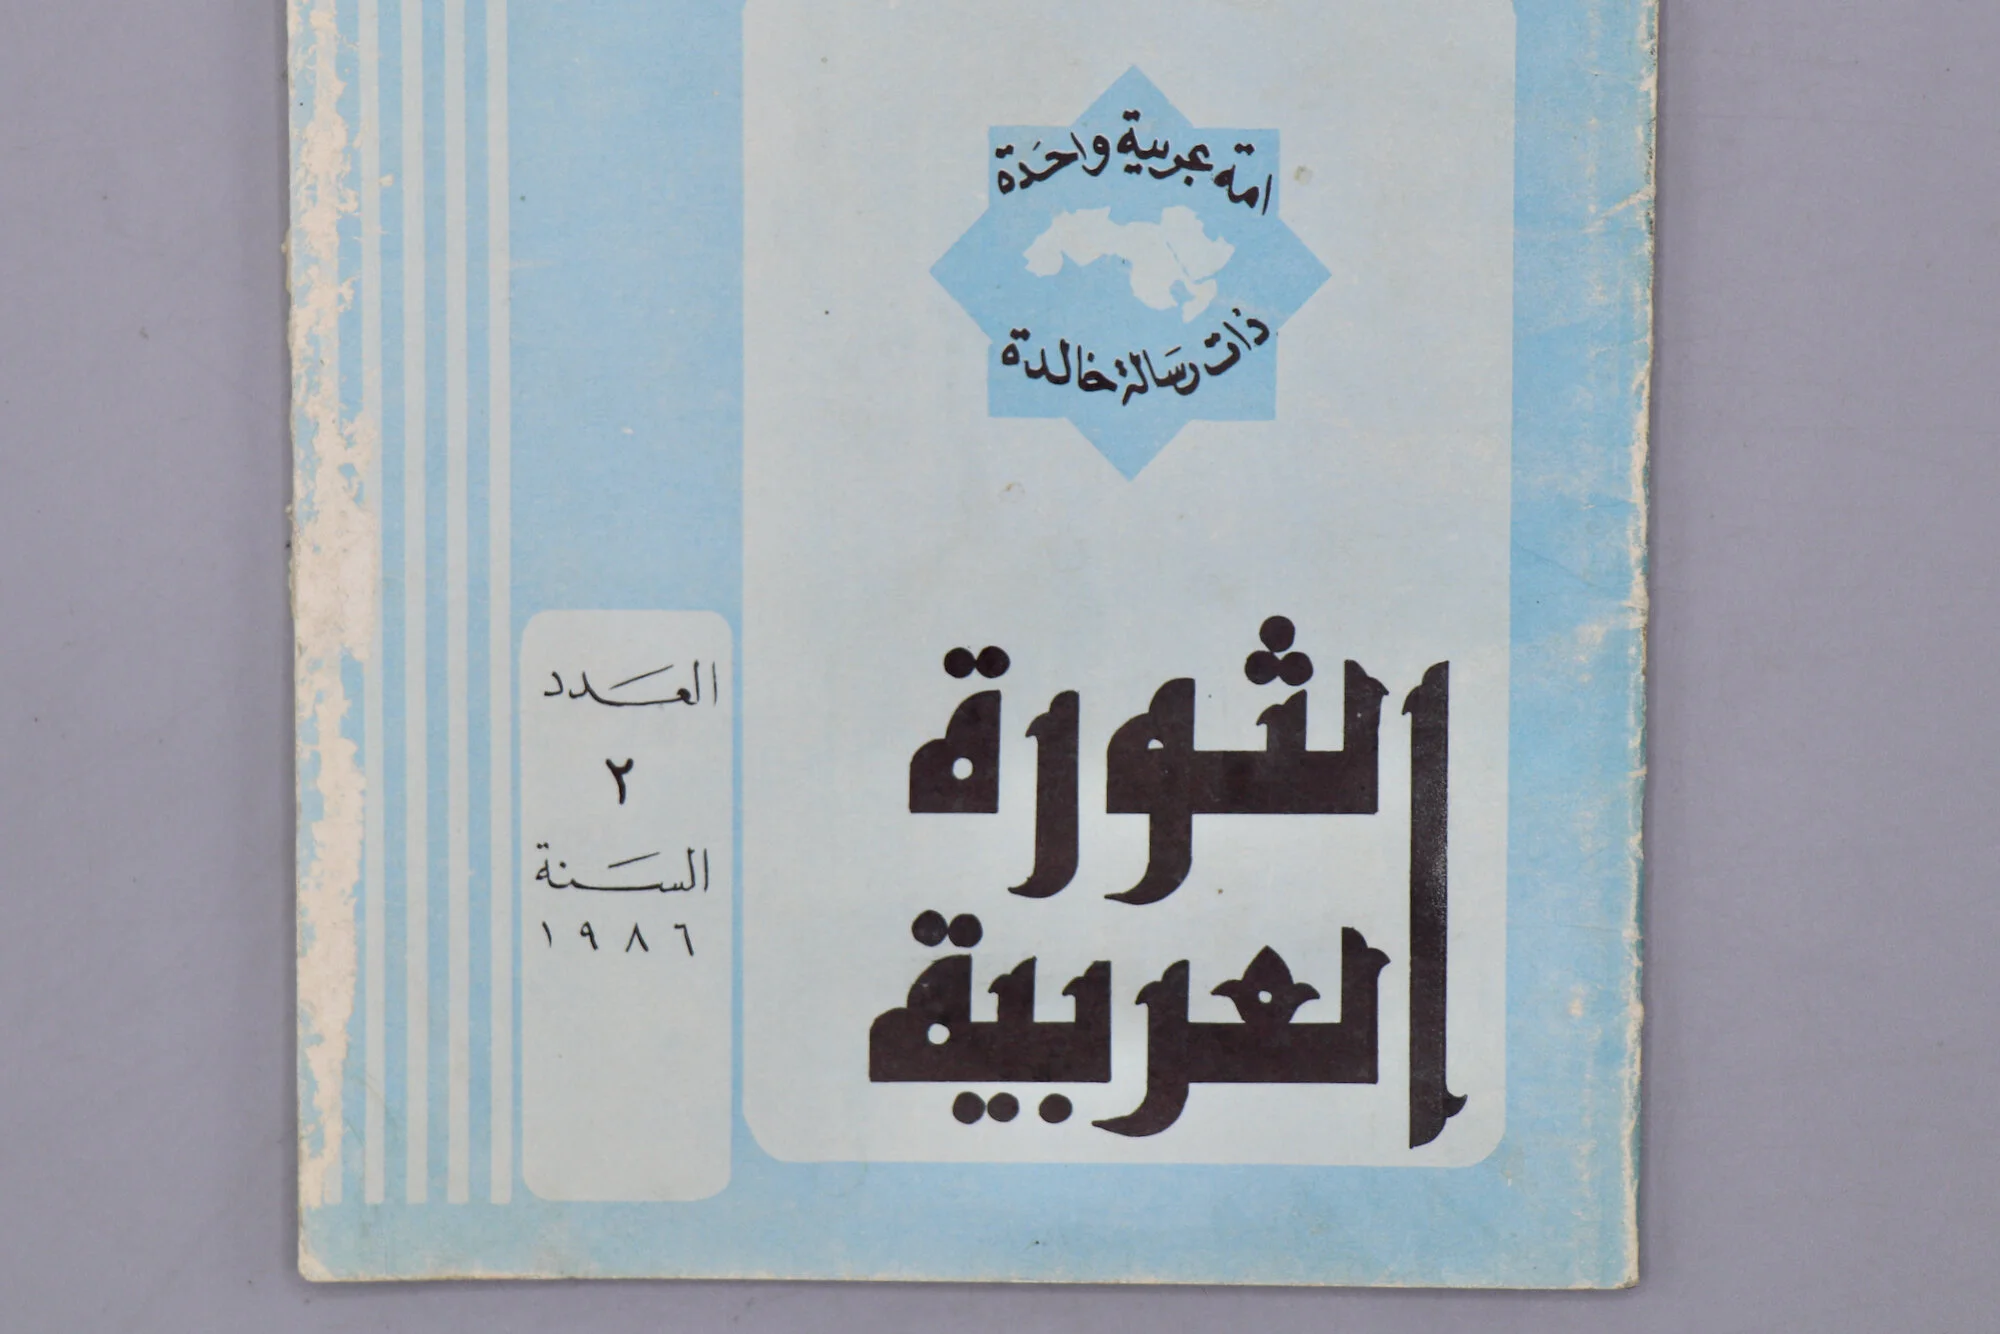 امة عربية واحدة
ذات رسالة خالدة
الثورة
العربية
العدد
٢
السنة
١٩٨٦